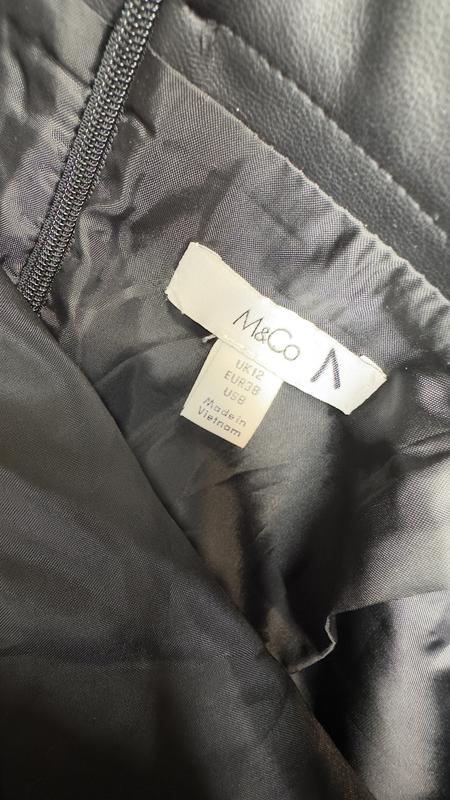 M&Co
UK12
EUR38
US8
Made in
Vietnam